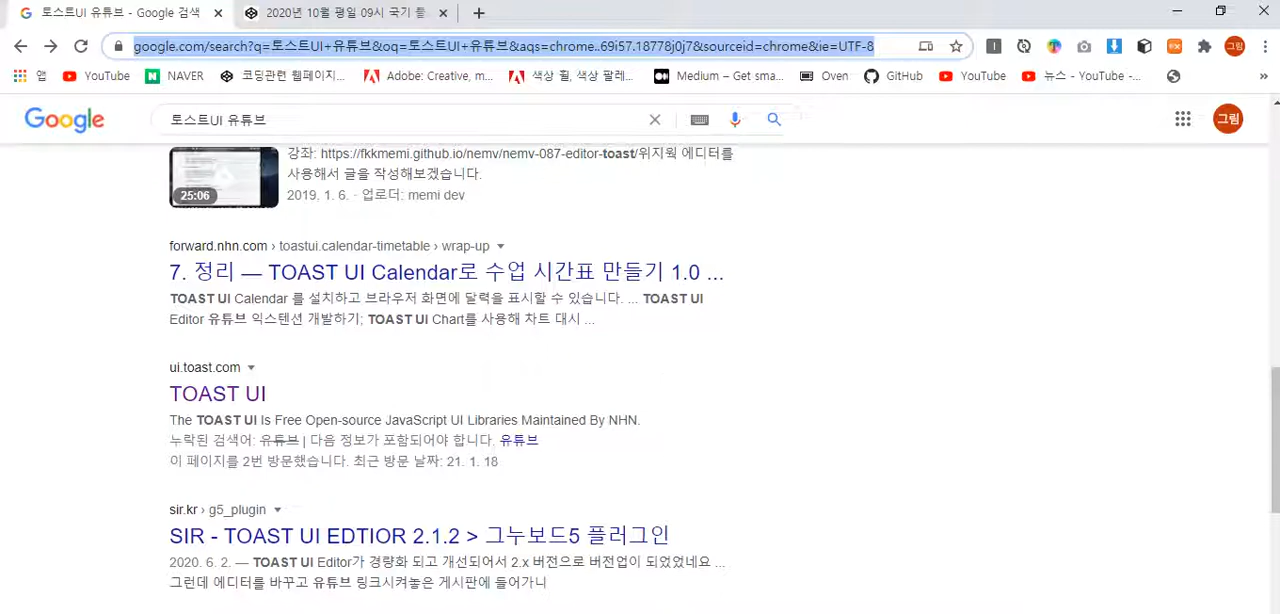 토스트UI 유튜브 - Google 검색
2020년 10월 평일 09시 국기 틀
google.com/search?q=토스트UI+유튜브&oq=토스트UI+유튜브&aqs=chrome..69i57.18778j0j7&sourceid=chrome&ie=UTF-8
그림
앱
YouTube
NAVER
코딩관련 웹페이지...
Adobe: Creative, m...
색상 휠, 색상 팔레...
Medium – Get sma...
Oven
GitHub
YouTube
뉴스 - YouTube -...
Google
토스트UI 유튜브
그림
강좌: https://fkkmemi.github.io/nemv/nemv-087-editor-toast/위지윅 에디터를
사용해서 글을 작성해보겠습니다.
25:06
2019. 1. 6. · 업로더: memi dev
forward.nhn.com › toastui.calendar-timetable › wrap-up
7. 정리 — TOAST UI Calendar로 수업 시간표 만들기 1.0 ...
TOAST UI Calendar 를 설치하고 브라우저 화면에 달력을 표시할 수 있습니다. ... TOAST UI
Editor 유튜브 익스텐션 개발하기; TOAST UI Chart를 사용해 차트 대시 ...
ui.toast.com
TOAST UI
The TOAST UI Is Free Open-source JavaScript UI Libraries Maintained By NHN.
누락된 검색어: 유튜브 | 다음 정보가 포함되어야 합니다. 유튜브
이 페이지를 2번 방문했습니다. 최근 방문 날짜: 21. 1. 18
sir.kr › g5_plugin
SIR - TOAST UI EDTIOR 2.1.2 > 그누보드5 플러그인
2020. 6. 2. — TOAST UI Editor가 경량화 되고 개선되어서 2.x 버전으로 버전업이 되었었네요 ...
그런데 에디터를 바꾸고 유튜브 링크시켜놓은 게시판에 들어가니